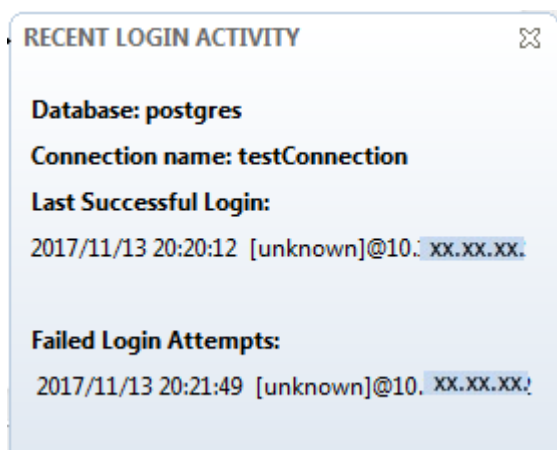 RECENT LOGIN ACTIVITY
Database: postgres
Connection name: testConnection
Last Successful Login:
2017/11/13 20:20:12 [unknown]@10. xx.xx.xx.
Failed Login Attempts:
2017/11/13 20:21:49 [unknown]@10. xx.xx.xx.